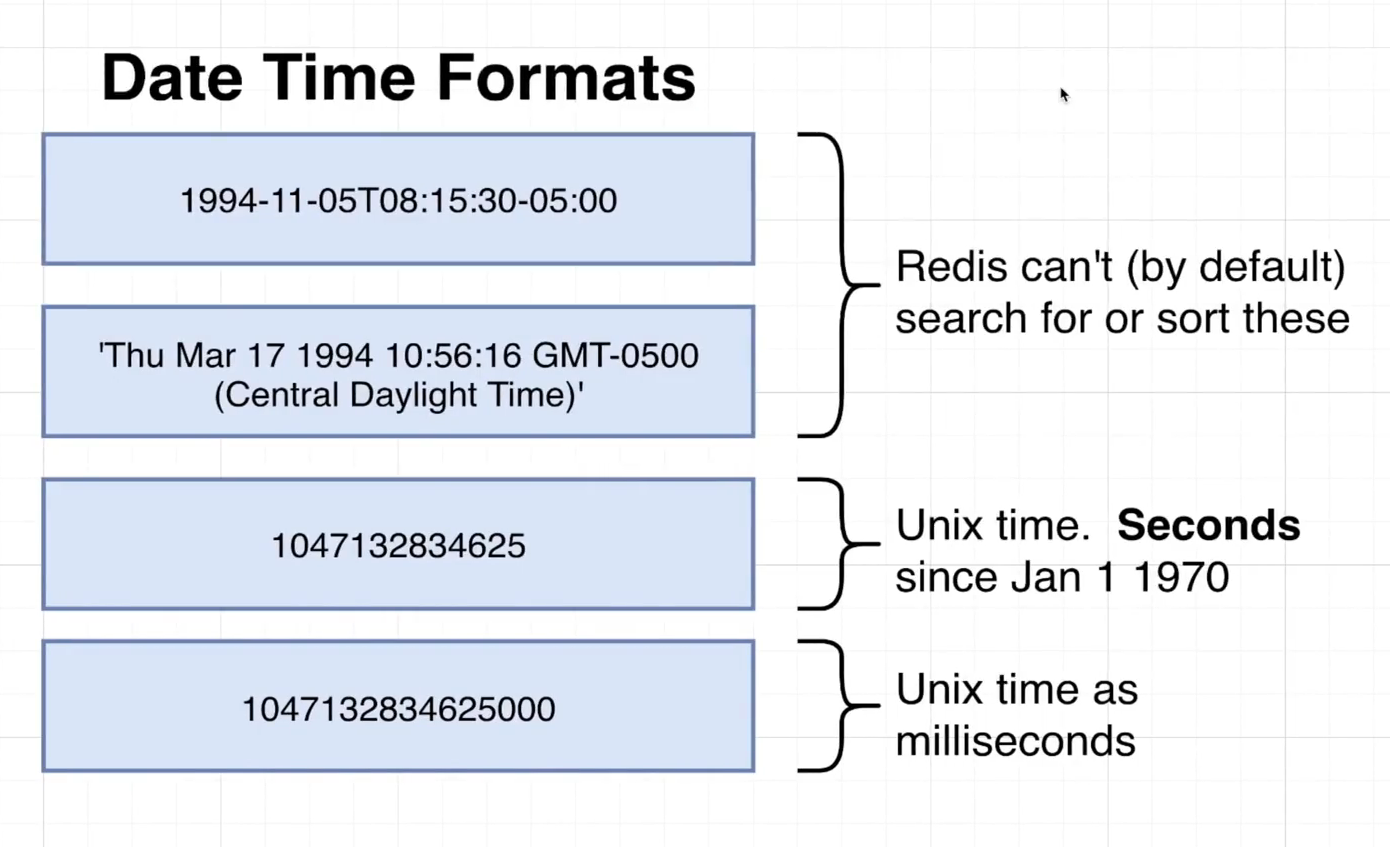 Date Time Formats
1994-11-05T08:15:30-05:00
'Thu Mar 17 1994 10:56:16 GMT-0500
(Central Daylight Time)'
Redis can't (by default)
search for or sort these
1047132834625
Unix time.  Seconds
since Jan 1 1970
1047132834625000
Unix time as
milliseconds